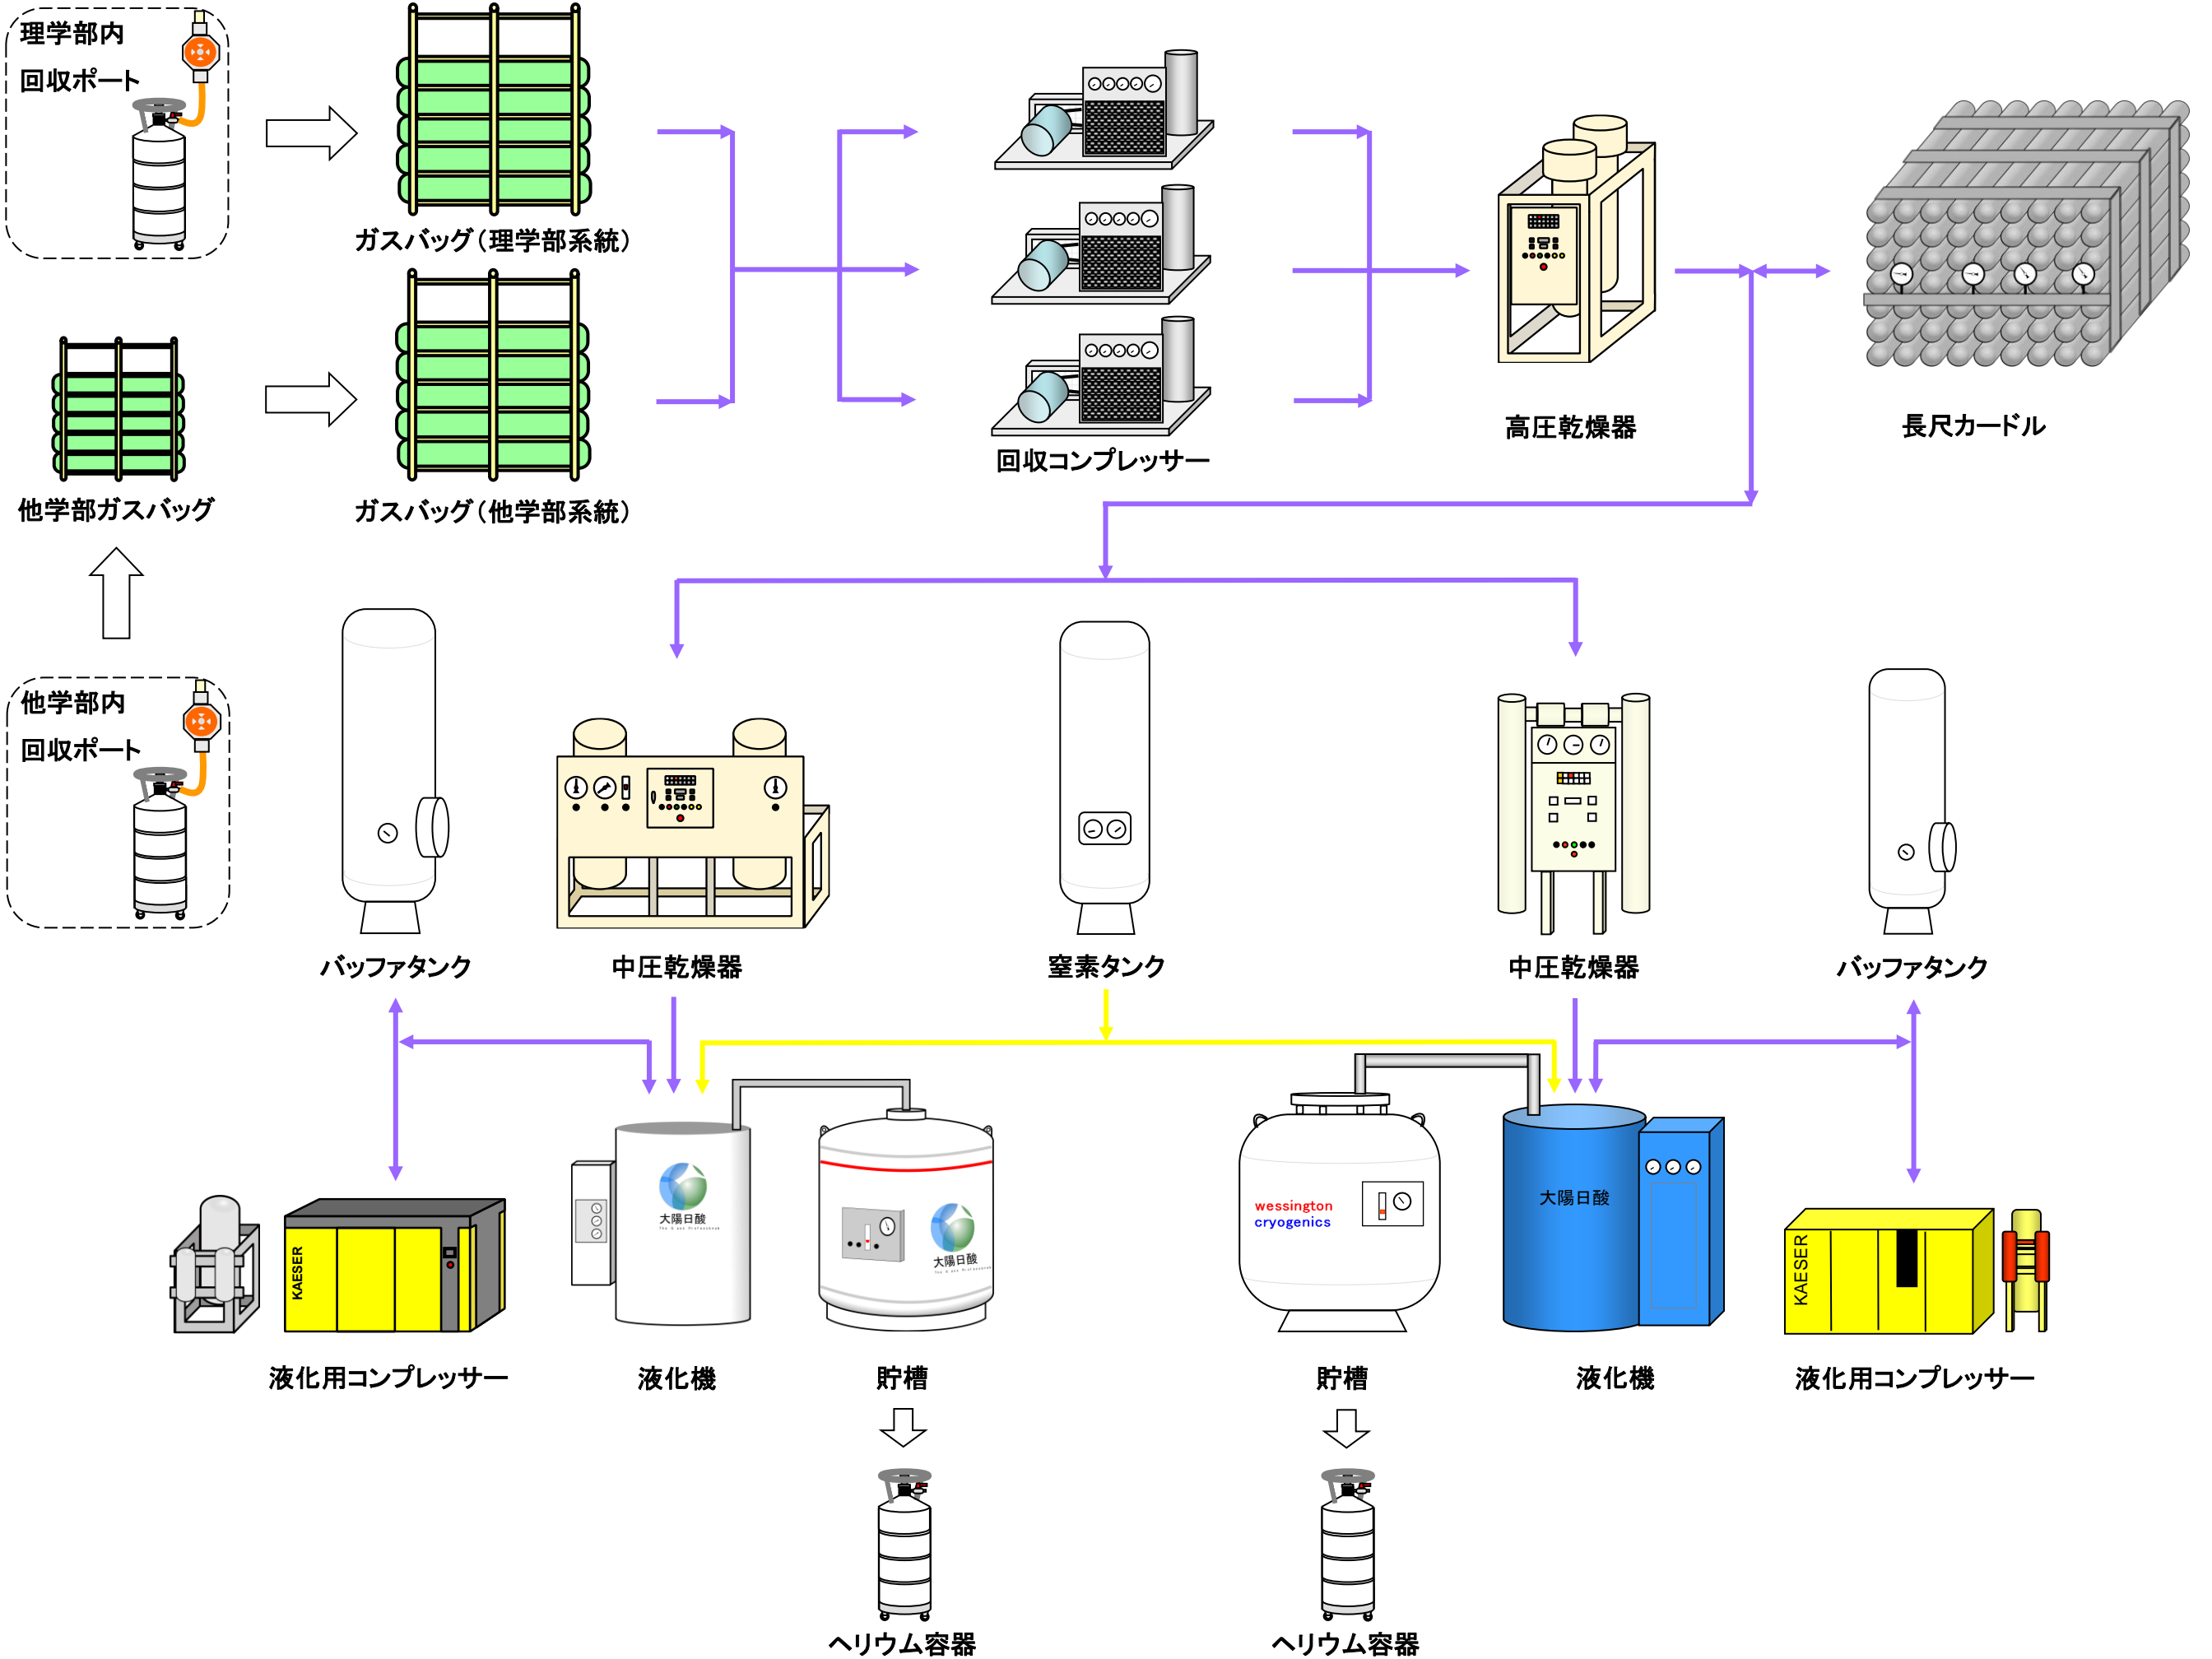 理学部内
回収ポート
ガスバッグ（理学部系統）
他学部ガスバッグ
ガスバッグ（他学部系統）
回収コンプレッサー
高圧乾燥器
長尺カードル
他学部内
回収ポート
バッファタンク
中圧乾燥器
窒素タンク
中圧乾燥器
バッファタンク
KAESER
大陽日酸
The Gas Professional
大陽日酸
The Gas Professional
wessington
cryogenics
大陽日酸
KAESER
液化用コンプレッサー
液化機
貯槽
貯槽
液化機
液化用コンプレッサー
ヘリウム容器
ヘリウム容器